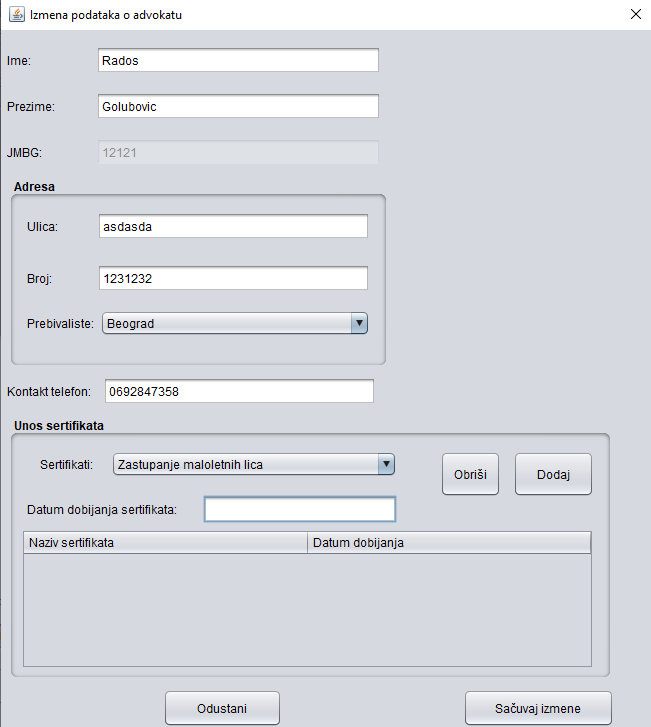 Izmena podataka o advokatu
Ime: Rados
Prezime: Golubovic
JMBG: 12121
Adresa
Ulica: asdasda
Broj: 1231232
Prebivaliste: Beograd
Kontakt telefon: 0692847358
Unos sertifikata
Sertifikati: Zastupanje maloletnih lica Obriši Dodaj
Datum dobijanja sertifikata:
Naziv sertifikata Datum dobijanja
Odustani Sačuvaj izmene